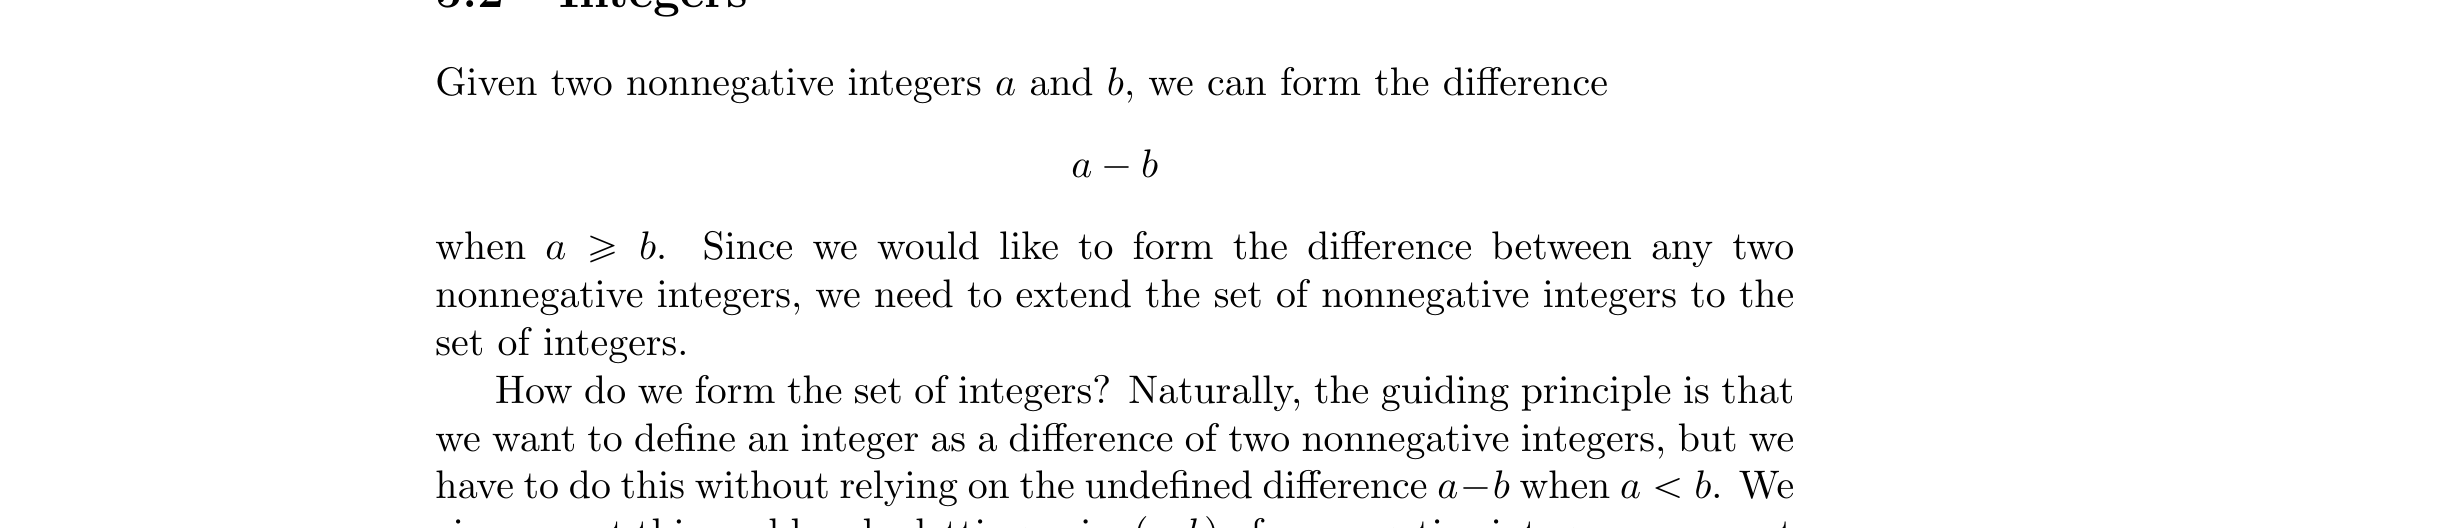 5.2 Integers
Given two nonnegative integers a and b, we can form the difference
a − b
when a ⩾ b. Since we would like to form the difference between any two
nonnegative integers, we need to extend the set of nonnegative integers to the
set of integers.
How do we form the set of integers? Naturally, the guiding principle is that
we want to define an integer as a difference of two nonnegative integers, but we
have to do this without relying on the undefined difference a−b when a < b. We